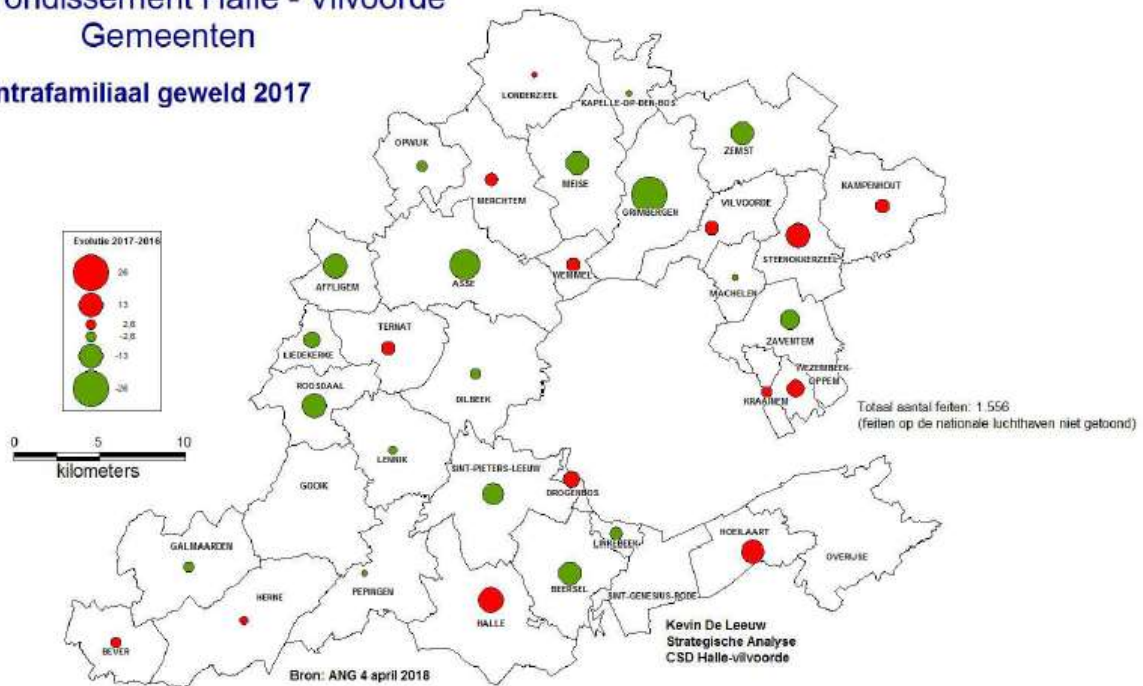 ondissement Halle - Vilvoorde
Gemeenten
ntrafamiliaal geweld 2017
LONDERZEEL
KAPELLE-OP-DEN-BOS
OPWIJK
ZEMST
MERCHTEM
MEISE
GRIMBERGEN
VILVOORDE
KAMPENHOUT
STEENOKKERZEEL
WEMMEL
MACHELEN
AFFLIGEM
ASSE
ZAVENTEM
Evolutie 2017-2016
26
13
2,6
-2,6
-13
-26
TERNAT
LIEDEKERKE
WEZEMBEEK-
OPPEM
KRAAINEM
ROOSDAAL
DILBEEK
Totaal aantal feiten: 1.556
(feiten op de nationale luchthaven niet getoond)
0 5 10
kilometers
LENNIK
SINT-PIETERS-LEEUW
GOOIK
DROGENBOS
GALMAARDEN
LINKEBEEK
HOEILAART
OVERIJSE
PEPINGEN
BEERSEL
SINT-GENESIUS-RODE
HERNE
HALLE
BEVER
Kevin De Leeuw
Strategische Analyse
CSD Halle-vilvoorde
Bron: ANG 4 april 2018